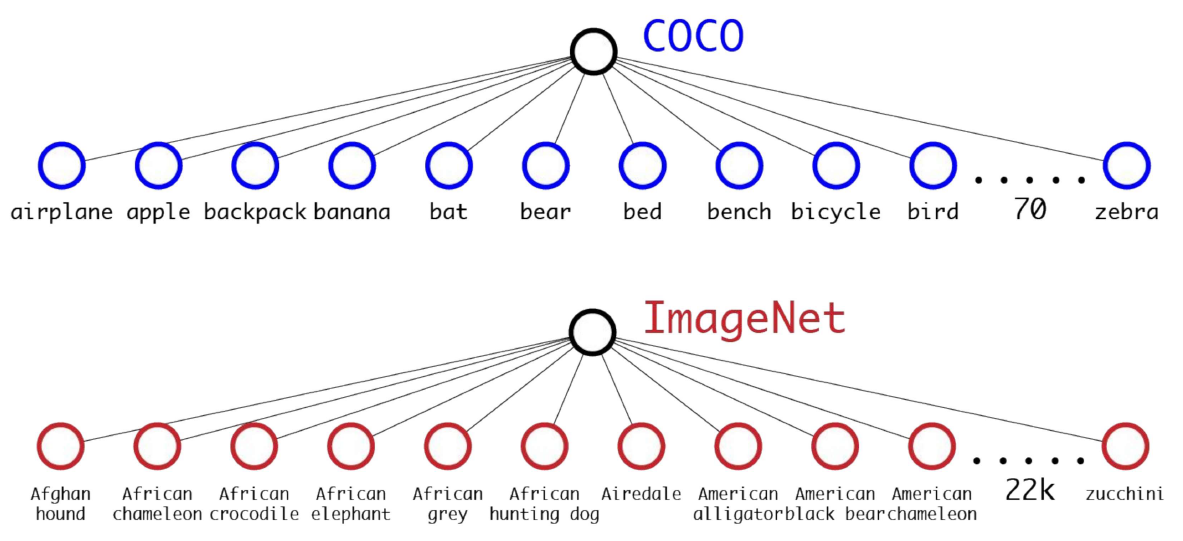 COCO
airplane apple backpack banana bat bear bed bench bicycle bird ..... 70 zebra
ImageNet
Afghan hound
African chameleon
African crocodile
African elephant
African grey
African hunting dog
Airedale
American alligator
American black bear
American chameleon
..... 22k
zucchini